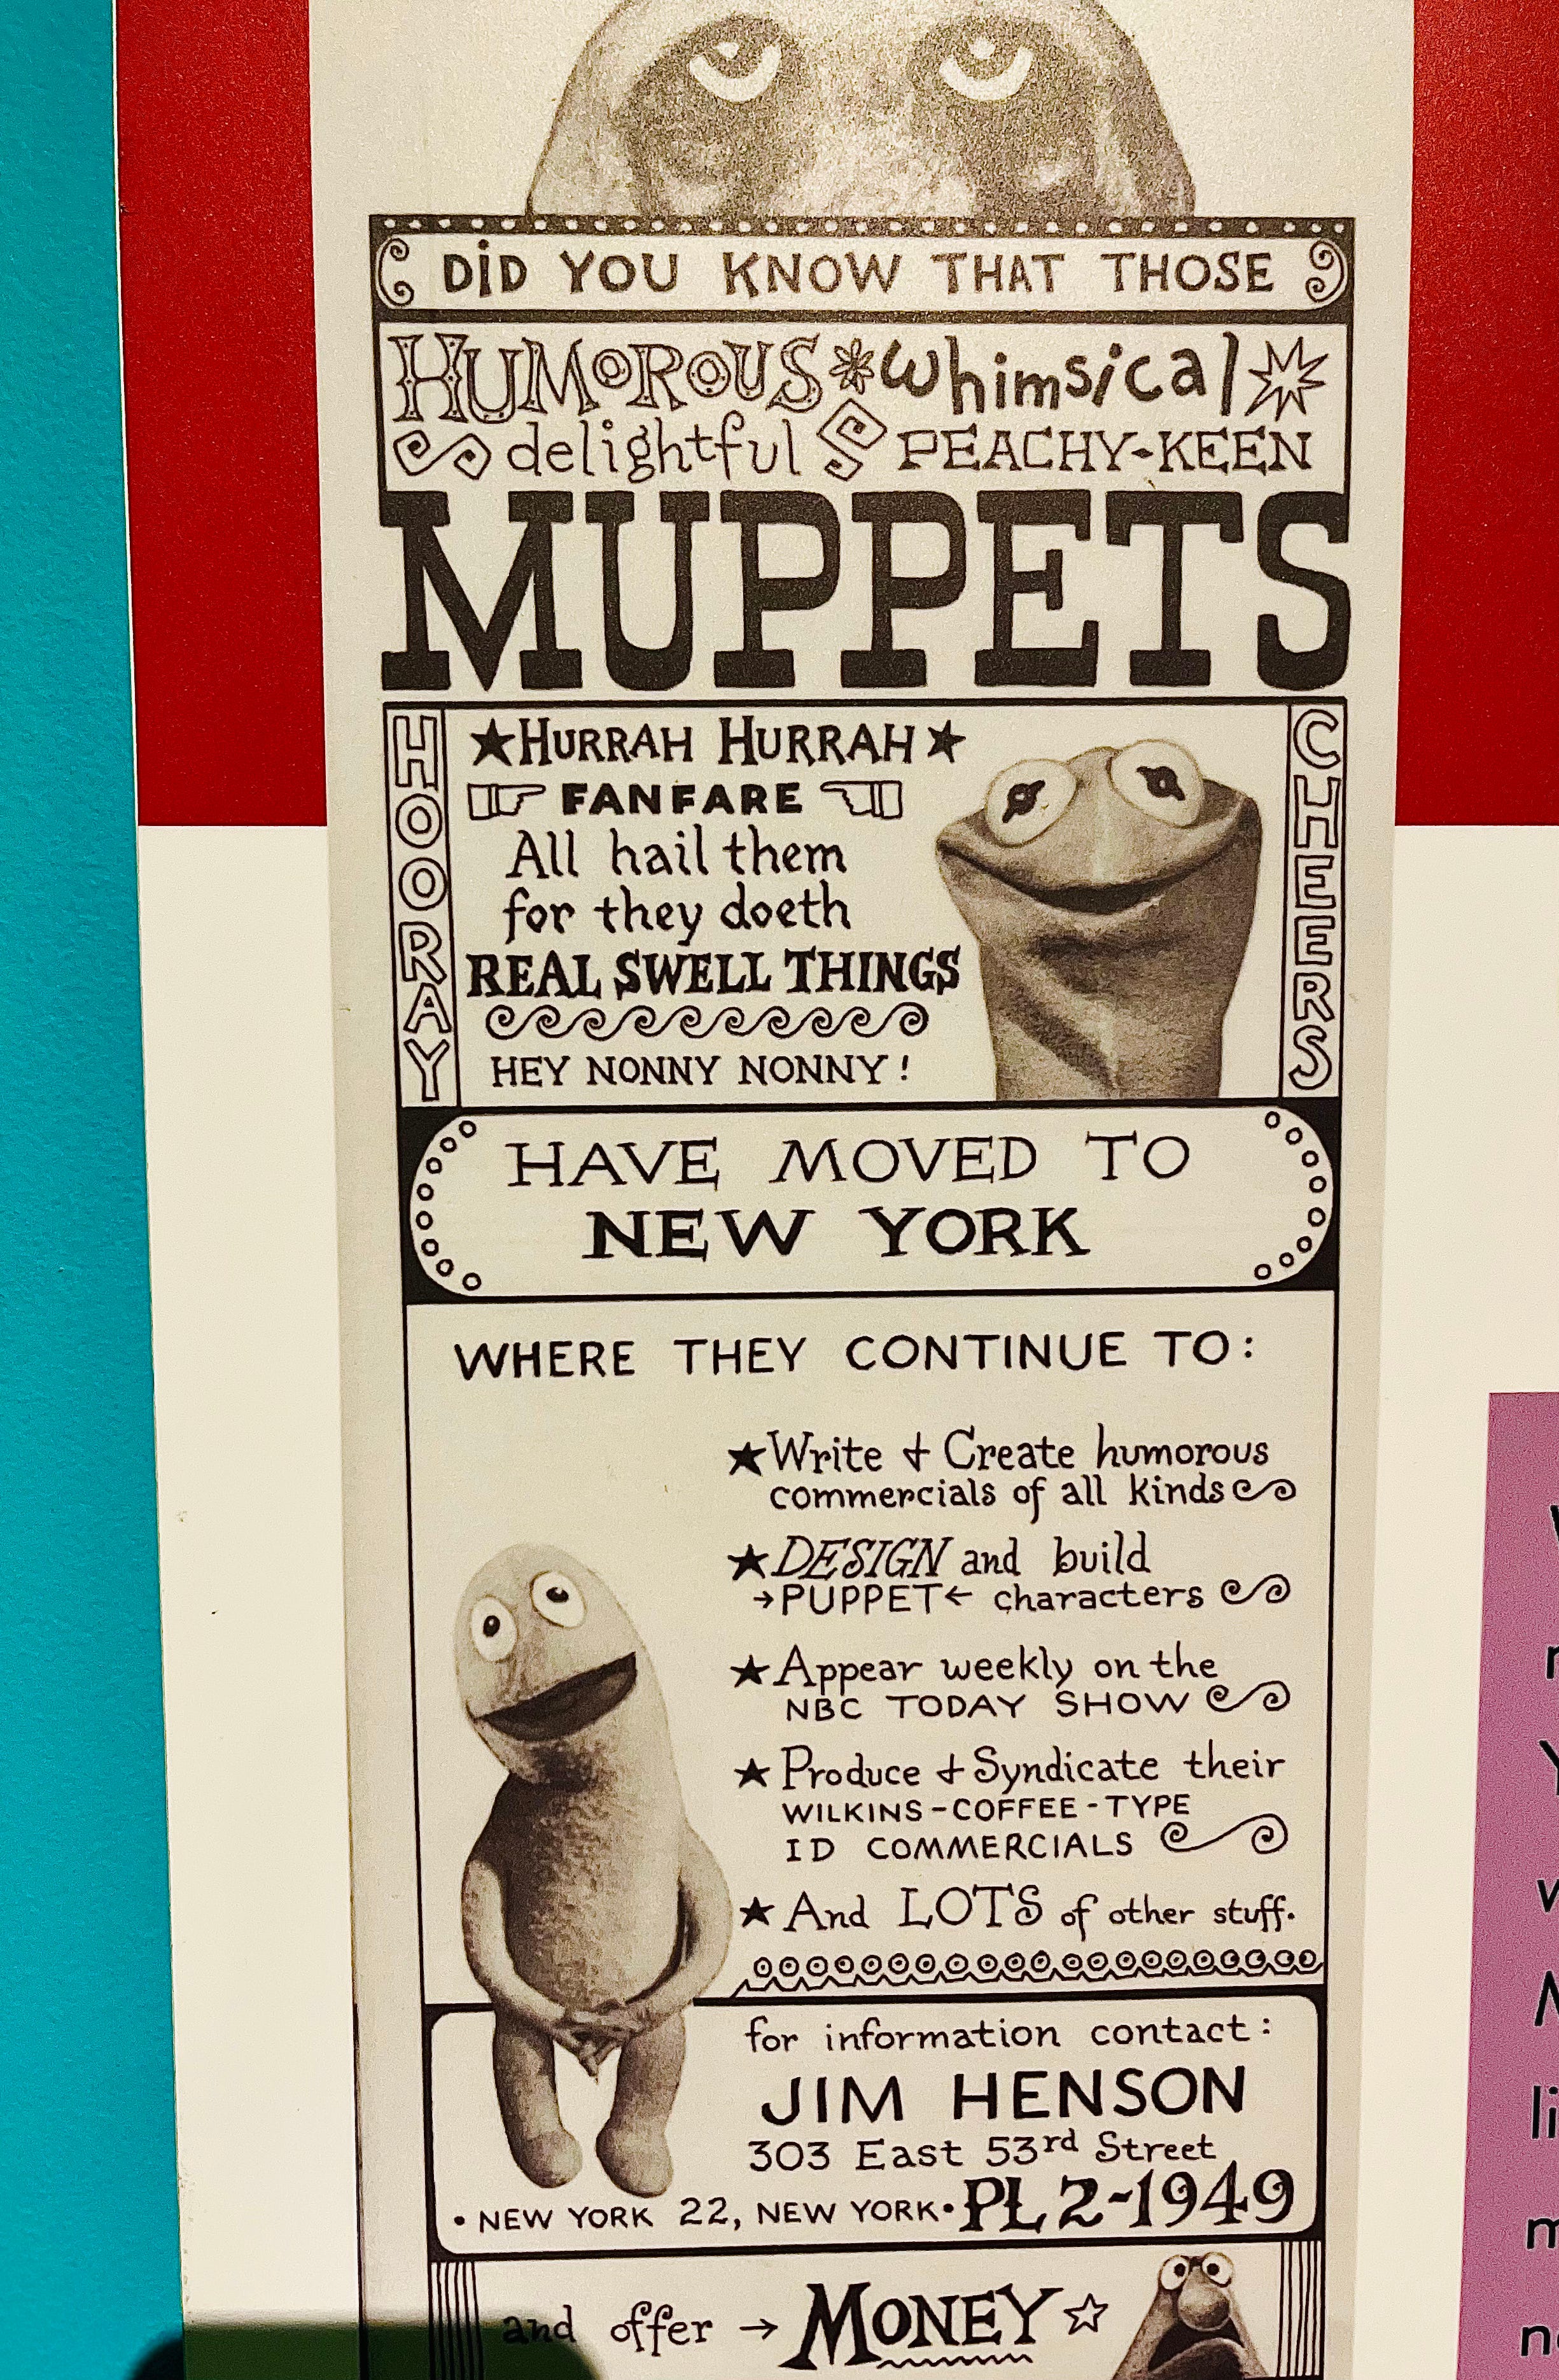 DiD YOU KNOW THAT THOSE
HUMOROUS whimsical
delightful PEACHY-KEEN
MUPPETS
HOORAY
HURRAH HURRAH
FANFARE
All hail them
for they doeth
REAL SWELL THINGS
HEY NONNY NONNY!
CHEERS
HAVE MOVED TO
NEW YORK
WHERE THEY CONTINUE TO:
★Write & Create humorous
commercials of all kinds
★DESIGN and build
→PUPPET← characters
★Appear weekly on the
NBC TODAY SHOW
★Produce & Syndicate their
WILKINS-COFFEE-TYPE
ID COMMERCIALS
★And LOTS of other stuff.
for information contact:
JIM HENSON
303 East 53rd Street
• NEW YORK 22, NEW YORK • PL 2-1949
and offer → MONEY ☆